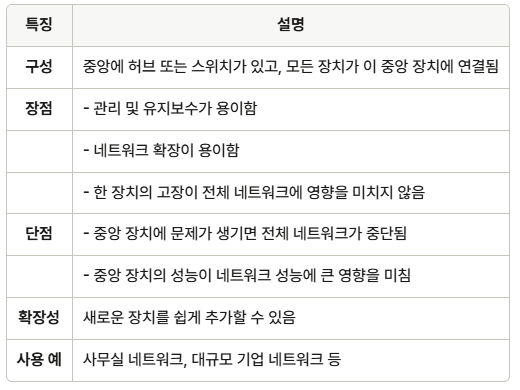 특징 설명
구성 중앙에 허브 또는 스위치가 있고, 모든 장치가 이 중앙 장치에 연결됨
장점 - 관리 및 유지보수가 용이함
- 네트워크 확장이 용이함
- 한 장치의 고장이 전체 네트워크에 영향을 미치지 않음
단점 - 중앙 장치에 문제가 생기면 전체 네트워크가 중단됨
- 중앙 장치의 성능이 네트워크 성능에 큰 영향을 미침
확장성 새로운 장치를 쉽게 추가할 수 있음
사용 예 사무실 네트워크, 대규모 기업 네트워크 등